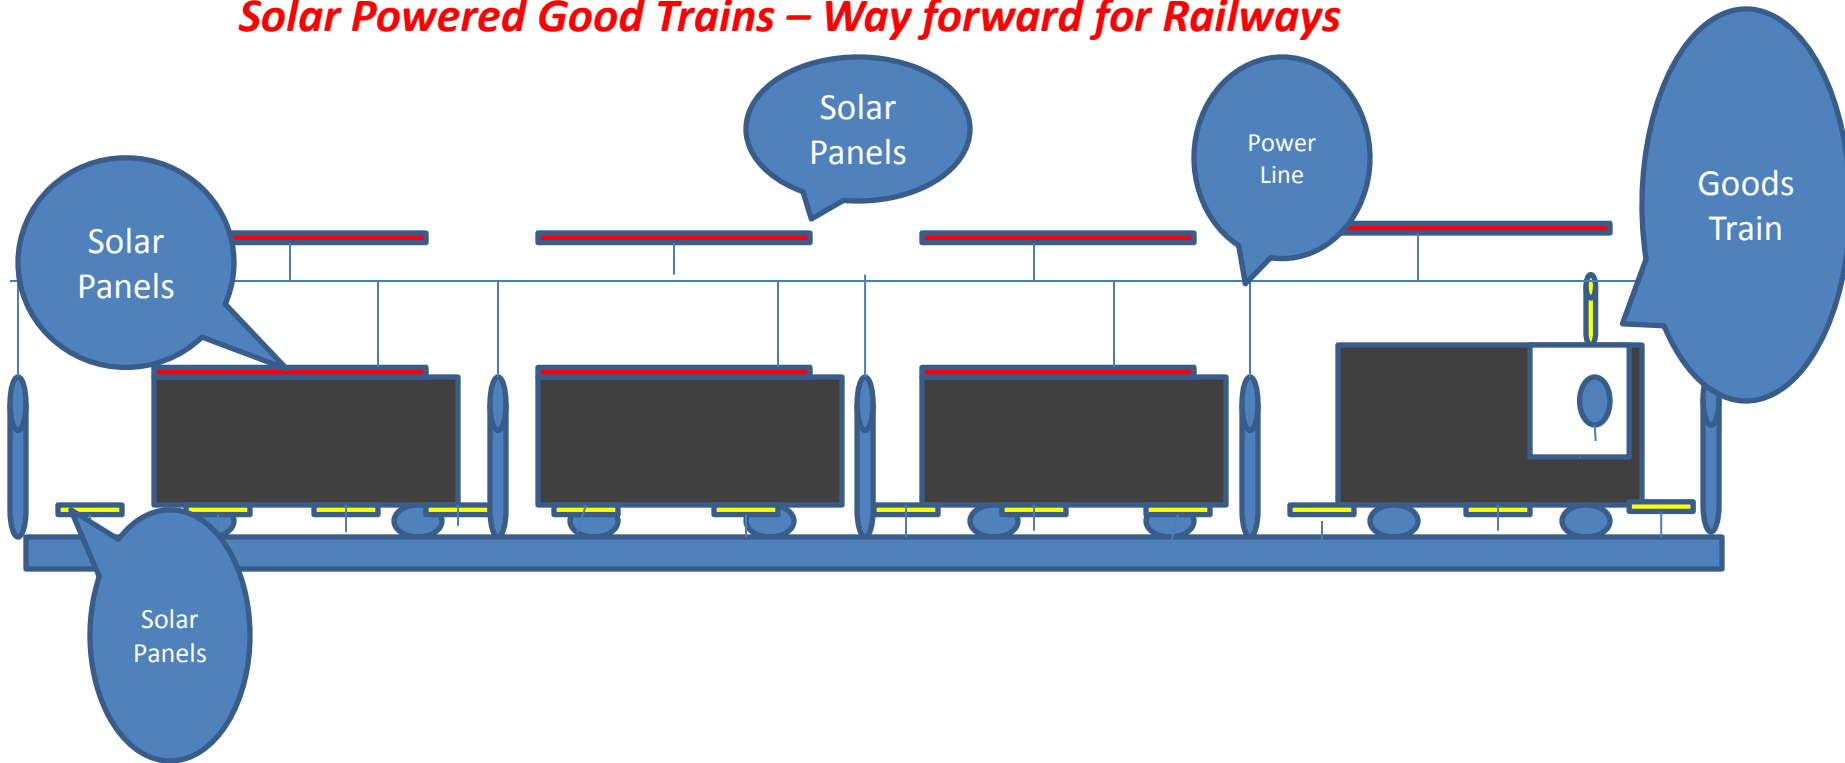 Solar Powered Good Trains – Way forward for Railways
Solar
Panels
Power
Line
Goods
Train
Solar
Panels
Solar
Panels